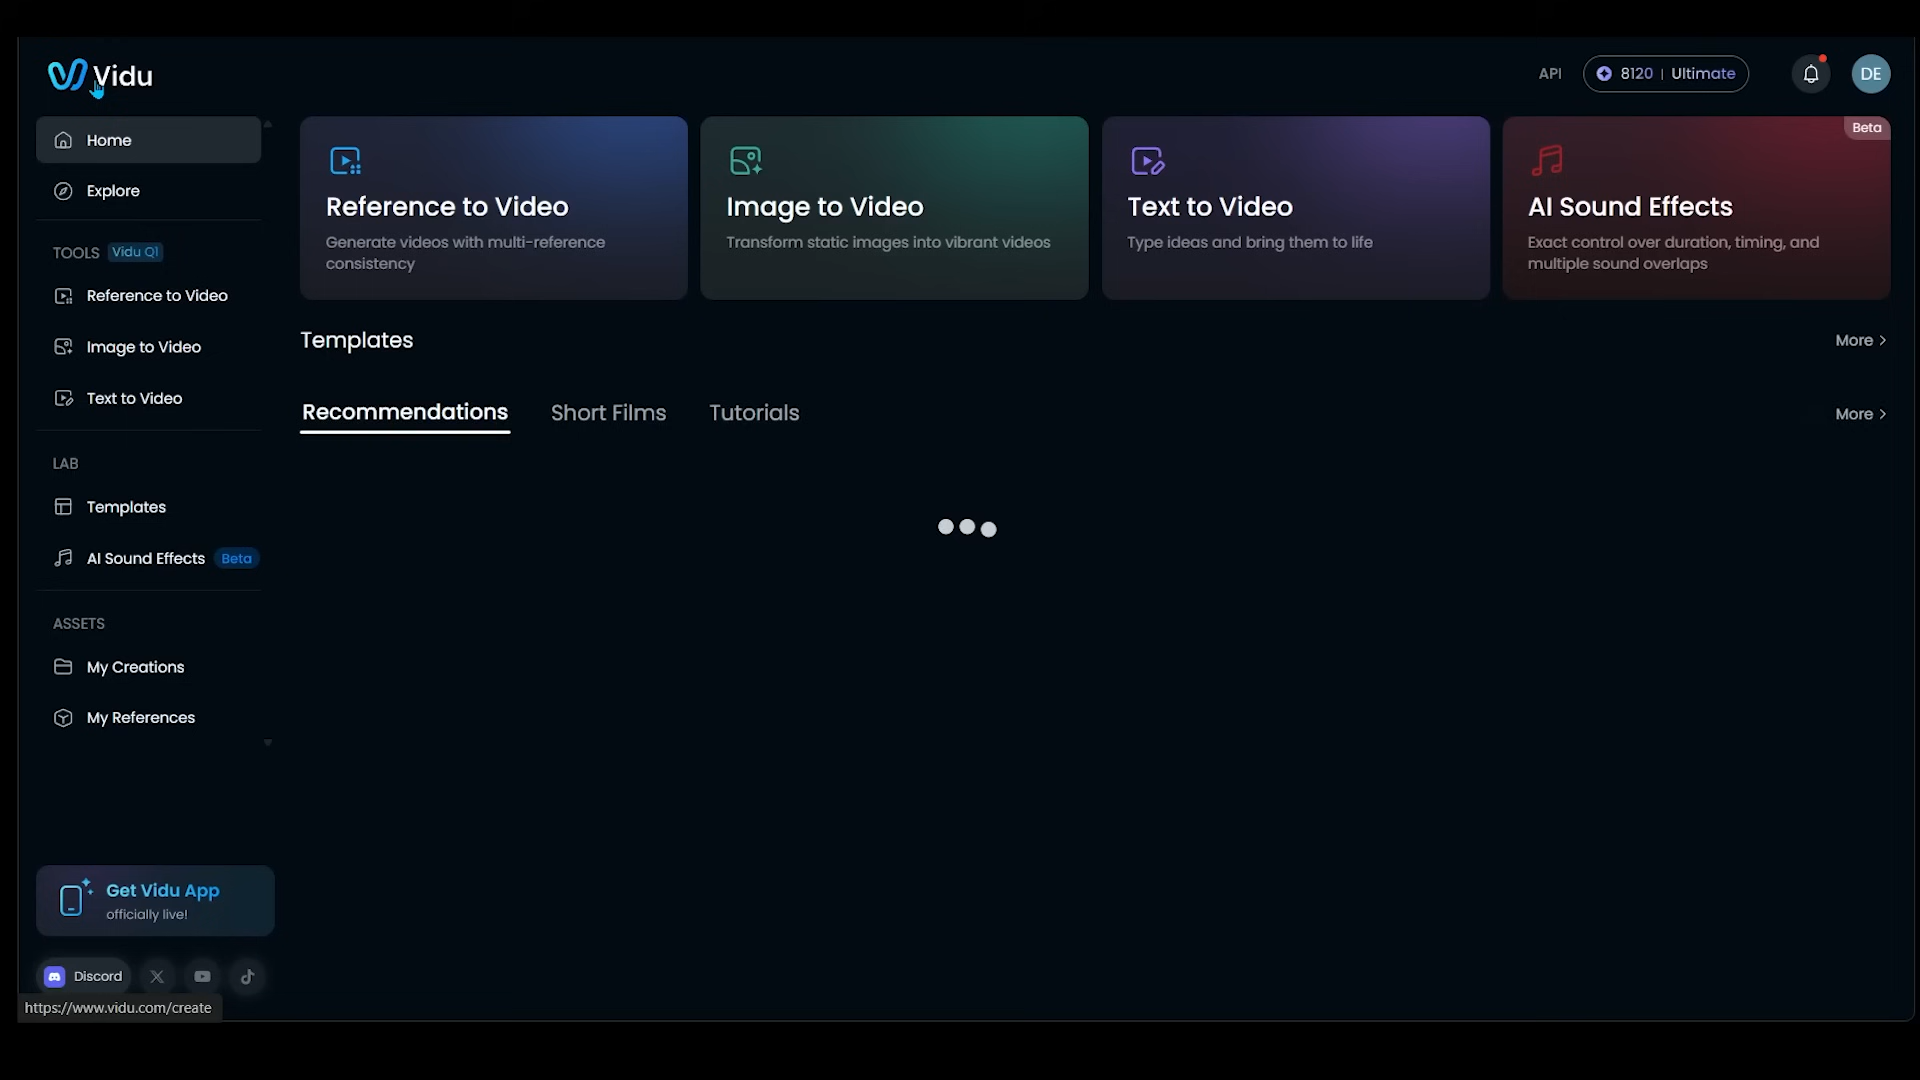 Vidu
API
8120 | Ultimate
DE
Home
Explore
TOOLS Vidu Q1
Reference to Video
Image to Video
Text to Video
LAB
Templates
AI Sound Effects Beta
ASSETS
My Creations
My References
Get Vidu App
officially live!
Discord
https://www.vidu.com/create
Reference to Video
Generate videos with multi-reference
consistency
Image to Video
Transform static images into vibrant videos
Text to Video
Type ideas and bring them to life
Beta
AI Sound Effects
Exact control over duration, timing, and
multiple sound overlaps
Templates
More >
Recommendations Short Films Tutorials
More >